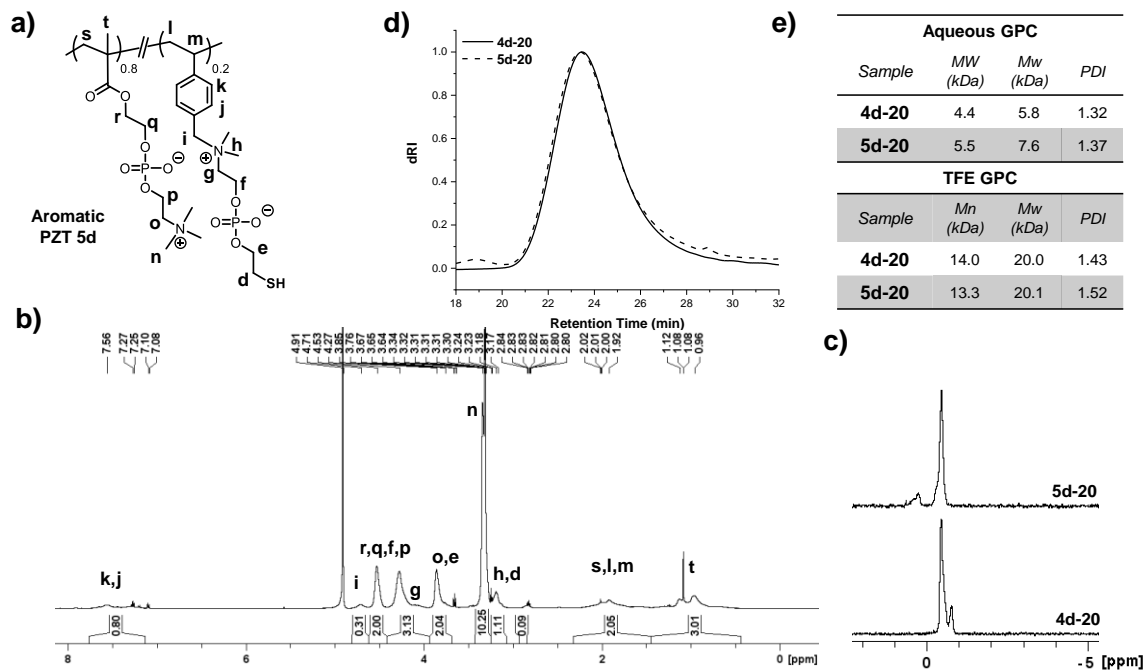 a)
s
t
l
m
0.8
0.2
k
j
O
O
r
q
i
N
h
O
O=P-O
g
f
O
p
o
N
n
O
O=P-O
O
e
d
SH
Aromatic
PZT 5d
d)
4d-20
5d-20
dRI
1.0
0.8
0.6
0.4
0.2
0.0
18 20 22 24 26 28 30 32
Retention Time (min)
e)
Aqueous GPC
Sample MW (kDa) Mw (kDa) PDI
4d-20 4.4 5.8 1.32
5d-20 5.5 7.6 1.37
TFE GPC
Sample Mn (kDa) Mw (kDa) PDI
4d-20 14.0 20.0 1.43
5d-20 13.3 20.1 1.52
b)
7.56
7.27
7.25
7.10
7.08
4.91
4.71
4.53
4.27
3.85
3.76
3.67
3.65
3.64
3.34
3.32
3.31
3.31
3.31
3.30
3.24
3.23
3.18
3.17
2.84
2.83
2.83
2.82
2.81
2.80
2.80
2.02
2.01
2.00
1.92
1.12
1.08
1.08
0.96
k,j
i
r,q,f,p
g
o,e
n
h,d
s,l,m
t
0.80
0.31
2.00
3.13
2.04
10.25
1.11
0.09
2.05
3.01
8 6 4 2 0 [ppm]
c)
5d-20
4d-20
0 -5 [ppm]